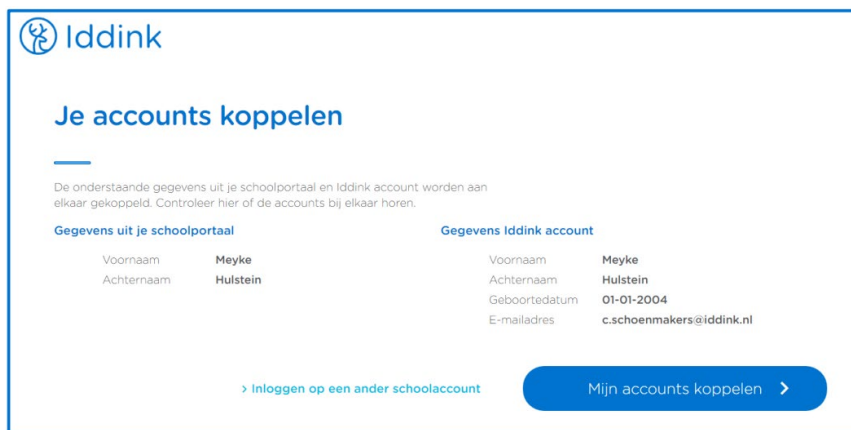 Iddink
Je accounts koppelen
De onderstaande gegevens uit je schoolportaal en Iddink account worden aan
elkaar gekoppeld. Controleer hier of de accounts bij elkaar horen.
Gegevens uit je schoolportaal
Voornaam Meyke
Achternaam Hulstein
Gegevens Iddink account
Voornaam Meyke
Achternaam Hulstein
Geboortedatum 01-01-2004
E-mailadres c.schoenmakers@iddink.nl
> Inloggen op een ander schoolaccount
Mijn accounts koppelen >